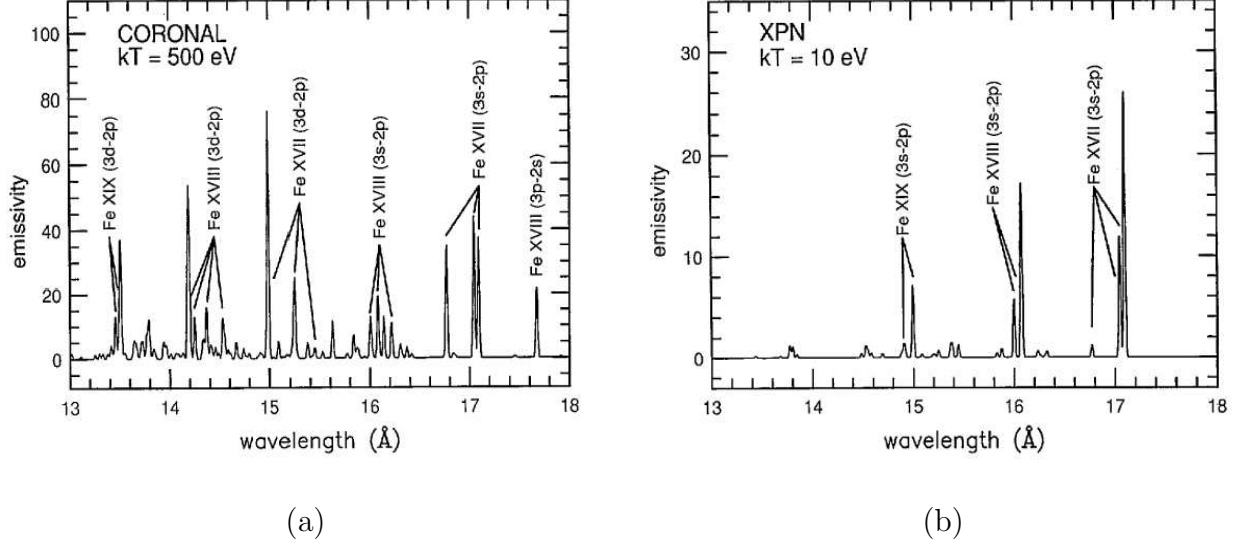 CORONAL
kT = 500 eV
Fe XIX (3d-2p)
Fe XVIII (3d-2p)
Fe XVII (3d-2p)
Fe XVIII (3s-2p)
Fe XVII (3s-2p)
Fe XVIII (3p-2s)
100
80
60
40
20
0
emissivity
13
14
15
16
17
18
wavelength (Å)
(a)
XPN
kT = 10 eV
Fe XIX (3s-2p)
Fe XVIII (3s-2p)
Fe XVII (3s-2p)
30
20
10
0
emissivity
13
14
15
16
17
18
wavelength (Å)
(b)